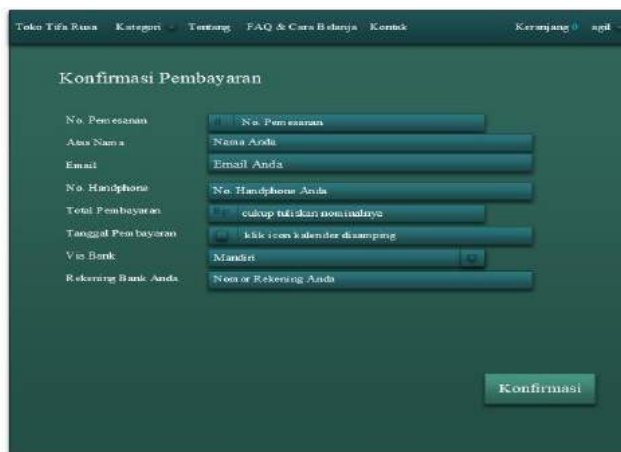 Toko Tifa Rusa Kategori Tentang FAQ & Cara Belanja Kontak Keranjang 0 agil
Konfirmasi Pembayaran
No. Pemesanan # No. Pemesanan
Atas Nama Nama Anda
Email Email Anda
No. Handphone No. Handphone Anda
Total Pembayaran Rp cukup tuliskan nominalnya
Tanggal Pembayaran klik icon kalender disamping
Via Bank Mandiri
Rekening Bank Anda Nomor Rekening Anda
Konfirmasi